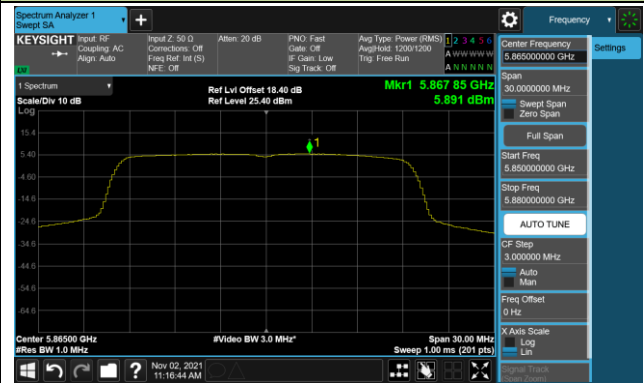 Spectrum Analyzer 1
Swept SA
Frequency
KEYSIGHT
Input: RF
Coupling: AC
Align: Auto
Input Z: 50 Ω
Corrections: Off
Freq Ref: Int (S)
NFE: Off
Atten: 20 dB
PNO: Fast
Gate: Off
IF Gain: Low
Sig Track: Off
Avg Type: Power (RMS)
Avg|Hold: 1200/1200
Trig: Free Run
1 2 3 4 5 6
A W W W W W
A N N N N N
1 Spectrum
Scale/Div 10 dB
Log
Ref Lvl Offset 18.40 dB
Ref Level 25.40 dBm
Mkr1 5.867 85 GHz
5.891 dBm
1
15.4
5.40
-4.60
-14.6
-24.6
-34.6
-44.6
-54.6
-64.6
Center 5.86500 GHz
#Res BW 1.0 MHz
#Video BW 3.0 MHz*
Span 30.00 MHz
Sweep 1.00 ms (201 pts)
Center Frequency
5.865000000 GHz
Settings
Span
30.0000000 MHz
Swept Span
Zero Span
Full Span
Start Freq
5.850000000 GHz
Stop Freq
5.880000000 GHz
AUTO TUNE
CF Step
3.000000 MHz
Auto
Man
Freq Offset
0 Hz
X Axis Scale
Log
Lin
Signal Track
(Span Zoom)
?
Nov 02, 2021
11:16:44 AM